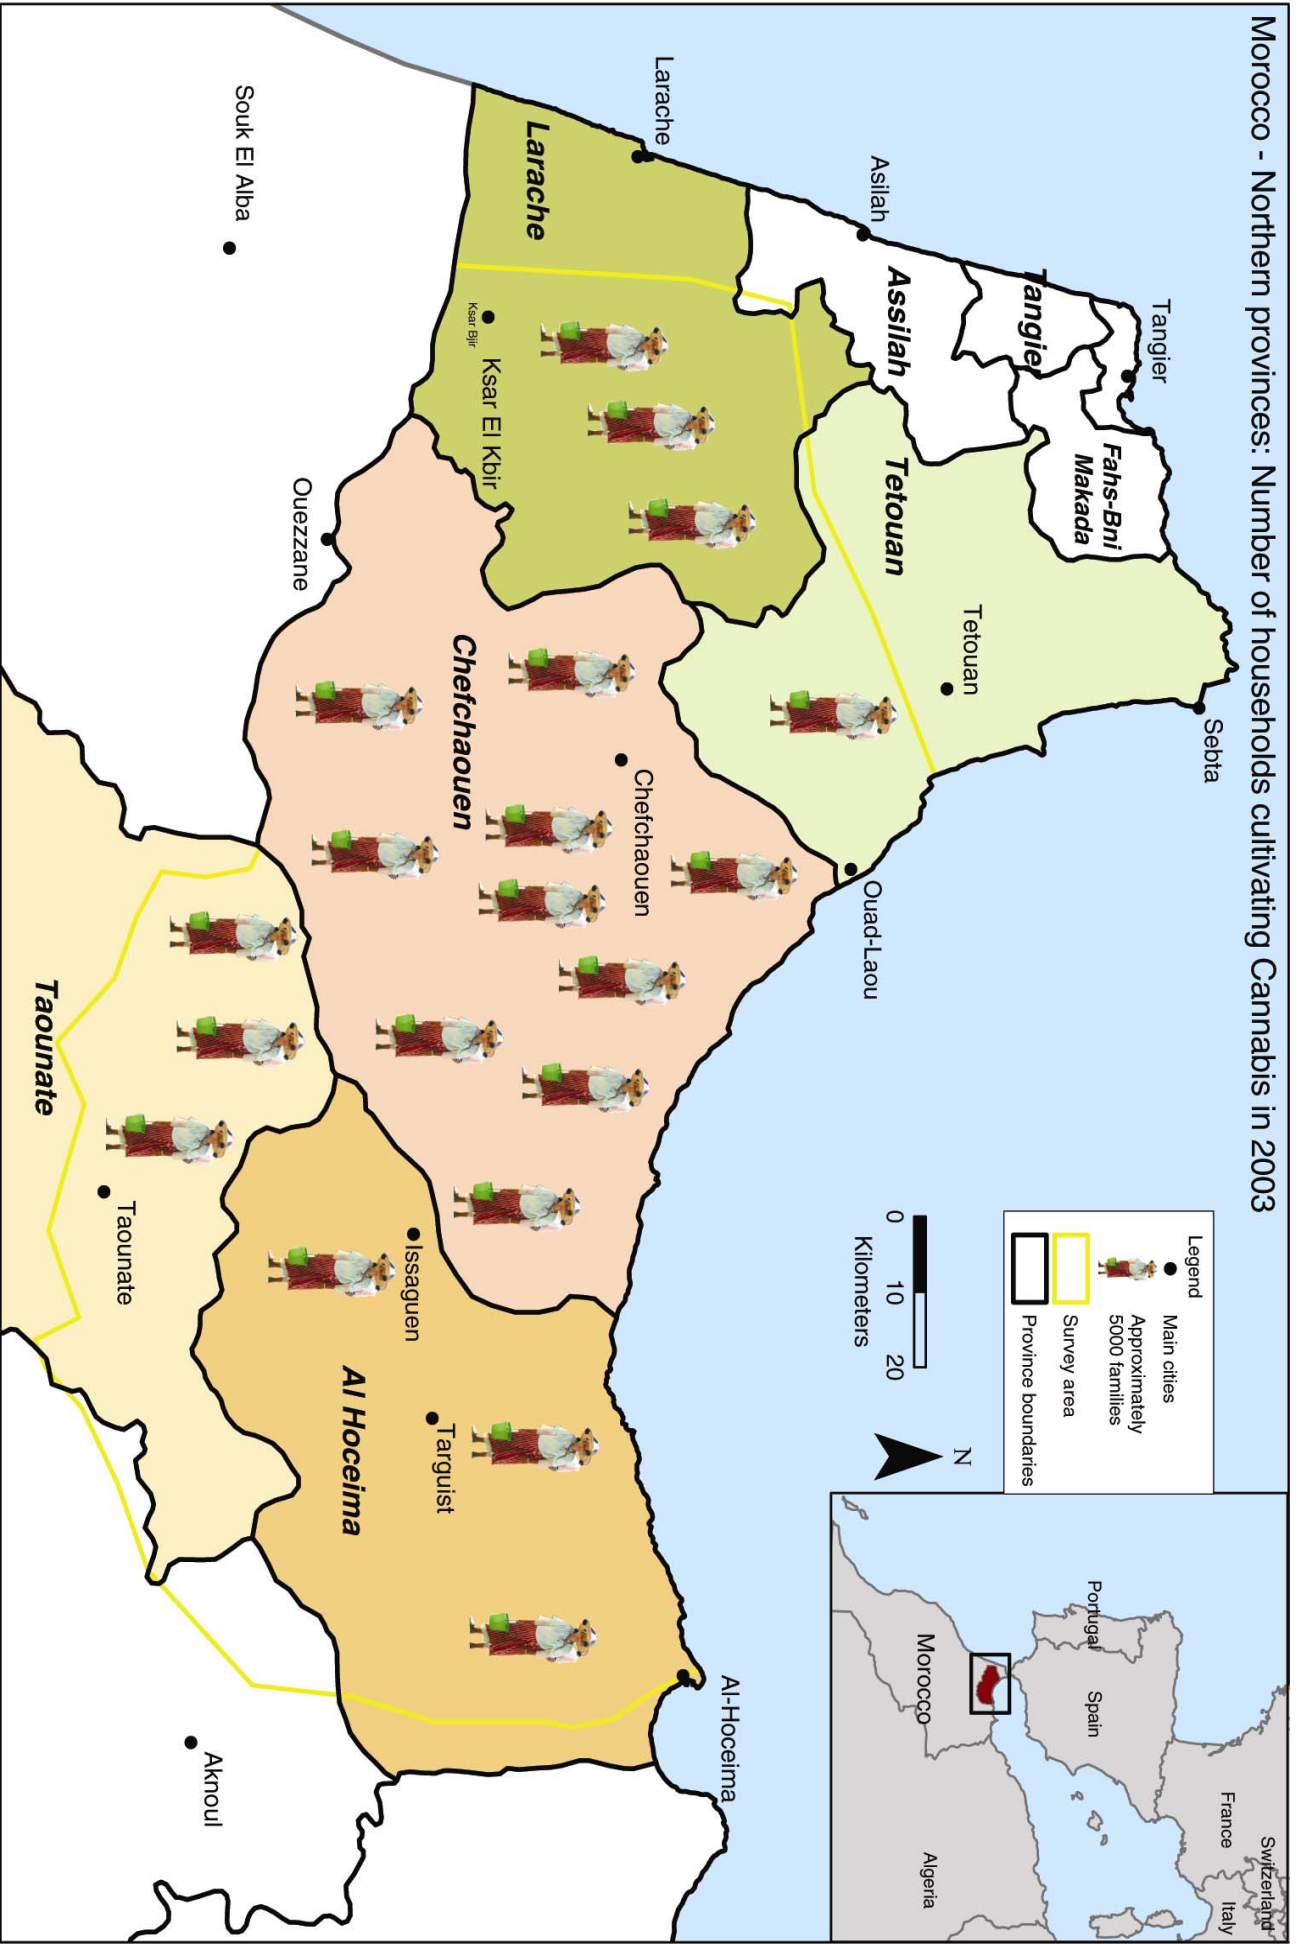 Morocco - Northern provinces: Number of households cultivating Cannabis in 2003
Legend
Main cities
Approximately
5000 families
Survey area
Province boundaries
0 10 20
Kilometers
N
Portugal
Spain
France
Switzerland
Italy
Morocco
Algeria
Tangier
Tangie
Fahs-Bni
Makada
Sebta
Asilah
Assilah
Tetouan
Tetouan
Larache
Larache
Ouad-Laou
Ksar El Kbir
Ksar Bjir
Chefchaouen
Chefchaouen
Al-Hoceima
Souk El Alba
Ouezzane
Issaguen
Targuist
Al Hoceima
Taounate
Taounate
Aknoul